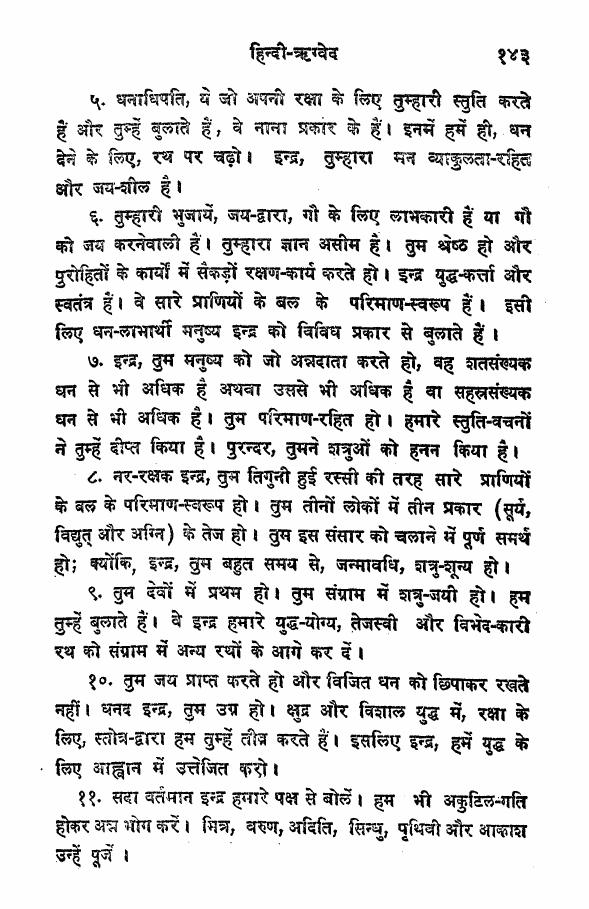 हिन्दी-ऋग्वेद १४३
५. धनाधिपति, ये जो अपनी रक्षा के लिए तुम्हारी स्तुति करते
हैं और तुम्हें बुलाते हैं, वे नाना प्रकार के हैं। इनमें हमें ही, धन
देने के लिए, रथ पर चढ़ो। इन्द्र, तुम्हारा मन व्याकुलता-रहित
और जय-शील है।
६. तुम्हारी भुजायें, जय-द्वारा, गौ के लिए लाभकारी हैं या गौ
को जय करनेवाली हैं। तुम्हारा ज्ञान असीम है। तुम श्रेष्ठ हो और
पुरोहितों के कार्यों में सैकड़ों रक्षण-कार्य करते हो। इन्द्र युद्ध-कर्त्ता और
स्वतंत्र हैं। वे सारे प्राणियों के बल के परिमाण-स्वरूप हैं। इसी
लिए धन-लाभार्थी मनुष्य इन्द्र को विविध प्रकार से बुलाते हैं।
७. इन्द्र, तुम मनुष्य को जो अन्नदाता करते हो, वह शतसंख्यक
धन से भी अधिक है अथवा उससे भी अधिक है वा सहस्रसंख्यक
धन से भी अधिक है। तुम परिमाण-रहित हो। हमारे स्तुति-वचनों
ने तुम्हें दीप्त किया है। पुरन्दर, तुमने शत्रुओं को हनन किया है।
८. नर-रक्षक इन्द्र, तुम तिगुनी हुई रस्सी की तरह सारे प्राणियों
के बल के परिमाण-स्वरूप हो। तुम तीनों लोकों में तीन प्रकार (सूर्य,
विद्युत् और अग्नि) के तेज हो। तुम इस संसार को चलाने में पूर्ण समर्थ
हो; क्योंकि, इन्द्र, तुम बहुत समय से, जन्मावधि, शत्रु-शून्य हो।
९. तुम देवों में प्रथम हो। तुम संग्राम में शत्रु-जयी हो। हम
तुम्हें बुलाते हैं। वे इन्द्र हमारे युद्ध-योग्य, तेजस्वी और विभेद-कारी
रथ को संग्राम में अन्य रथों के आगे कर दें।
१०. तुम जय प्राप्त करते हो और विजित धन को छिपाकर रखते
नहीं। धनद इन्द्र, तुम उग्र हो। क्षुद्र और विशाल युद्ध में, रक्षा के
लिए, स्तोत्र-द्वारा हम तुम्हें तीव्र करते हैं। इसलिए इन्द्र, हमें युद्ध के
लिए आह्वान में उत्तेजित करो।
११. सदा वर्तमान इन्द्र हमारे पक्ष से बोलें। हम भी अकुटिल-गति
होकर अन्न भोग करें। मित्र, वरुण, अदिति, सिन्धु, पृथिवी और आकाश
उन्हें पूजें।